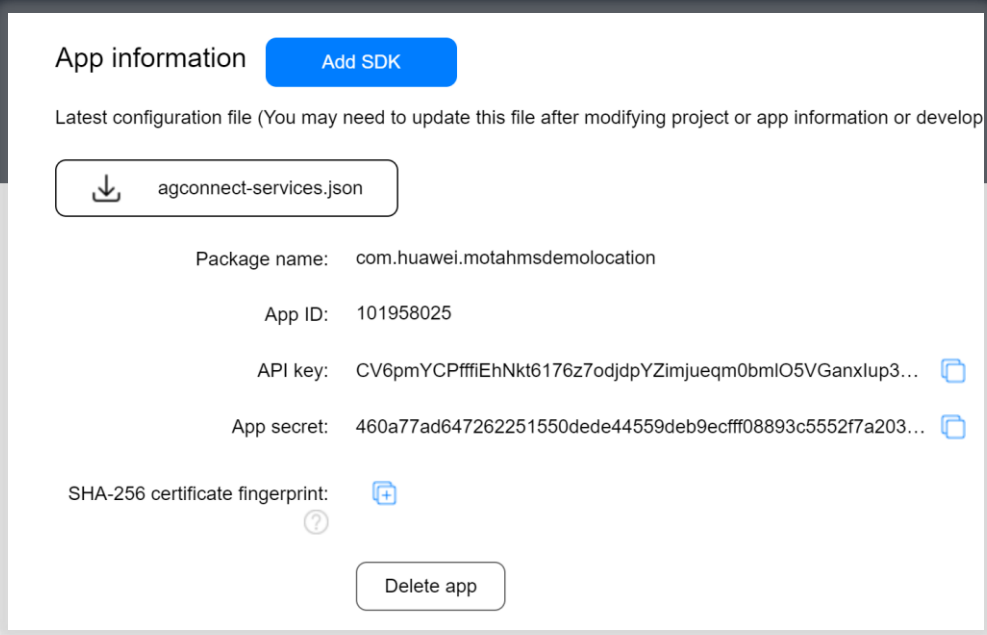 App information
Add SDK
Latest configuration file (You may need to update this file after modifying project or app information or develop
agconnect-services.json
Package name: com.huawei.motahmsdemolocation
App ID: 101958025
API key: CV6pmYCPfffiEhNkt6176z7odjdpYZimjueqm0bmlO5VGanxIup3...
App secret: 460a77ad647262251550dede44559deb9ecfff08893c5552f7a203...
SHA-256 certificate fingerprint:
?
Delete app